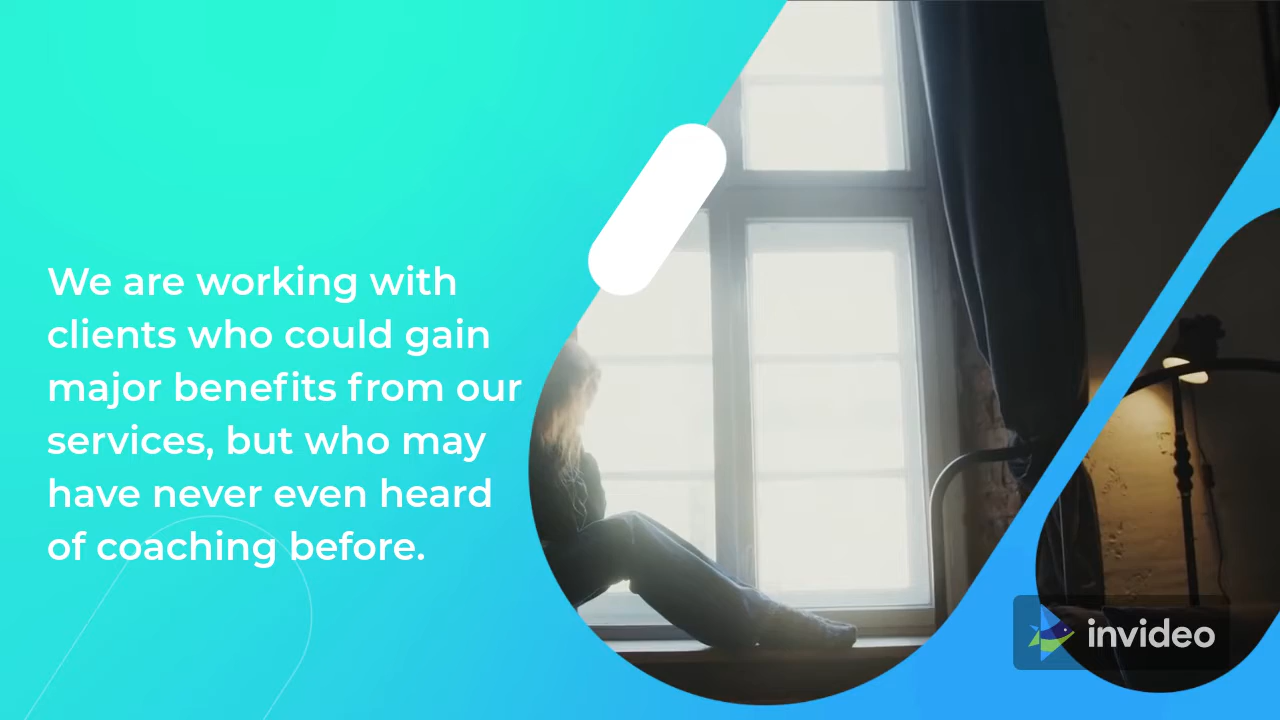 We are working with
clients who could gain
major benefits from our
services, but who may
have never even heard
of coaching before.
invideo